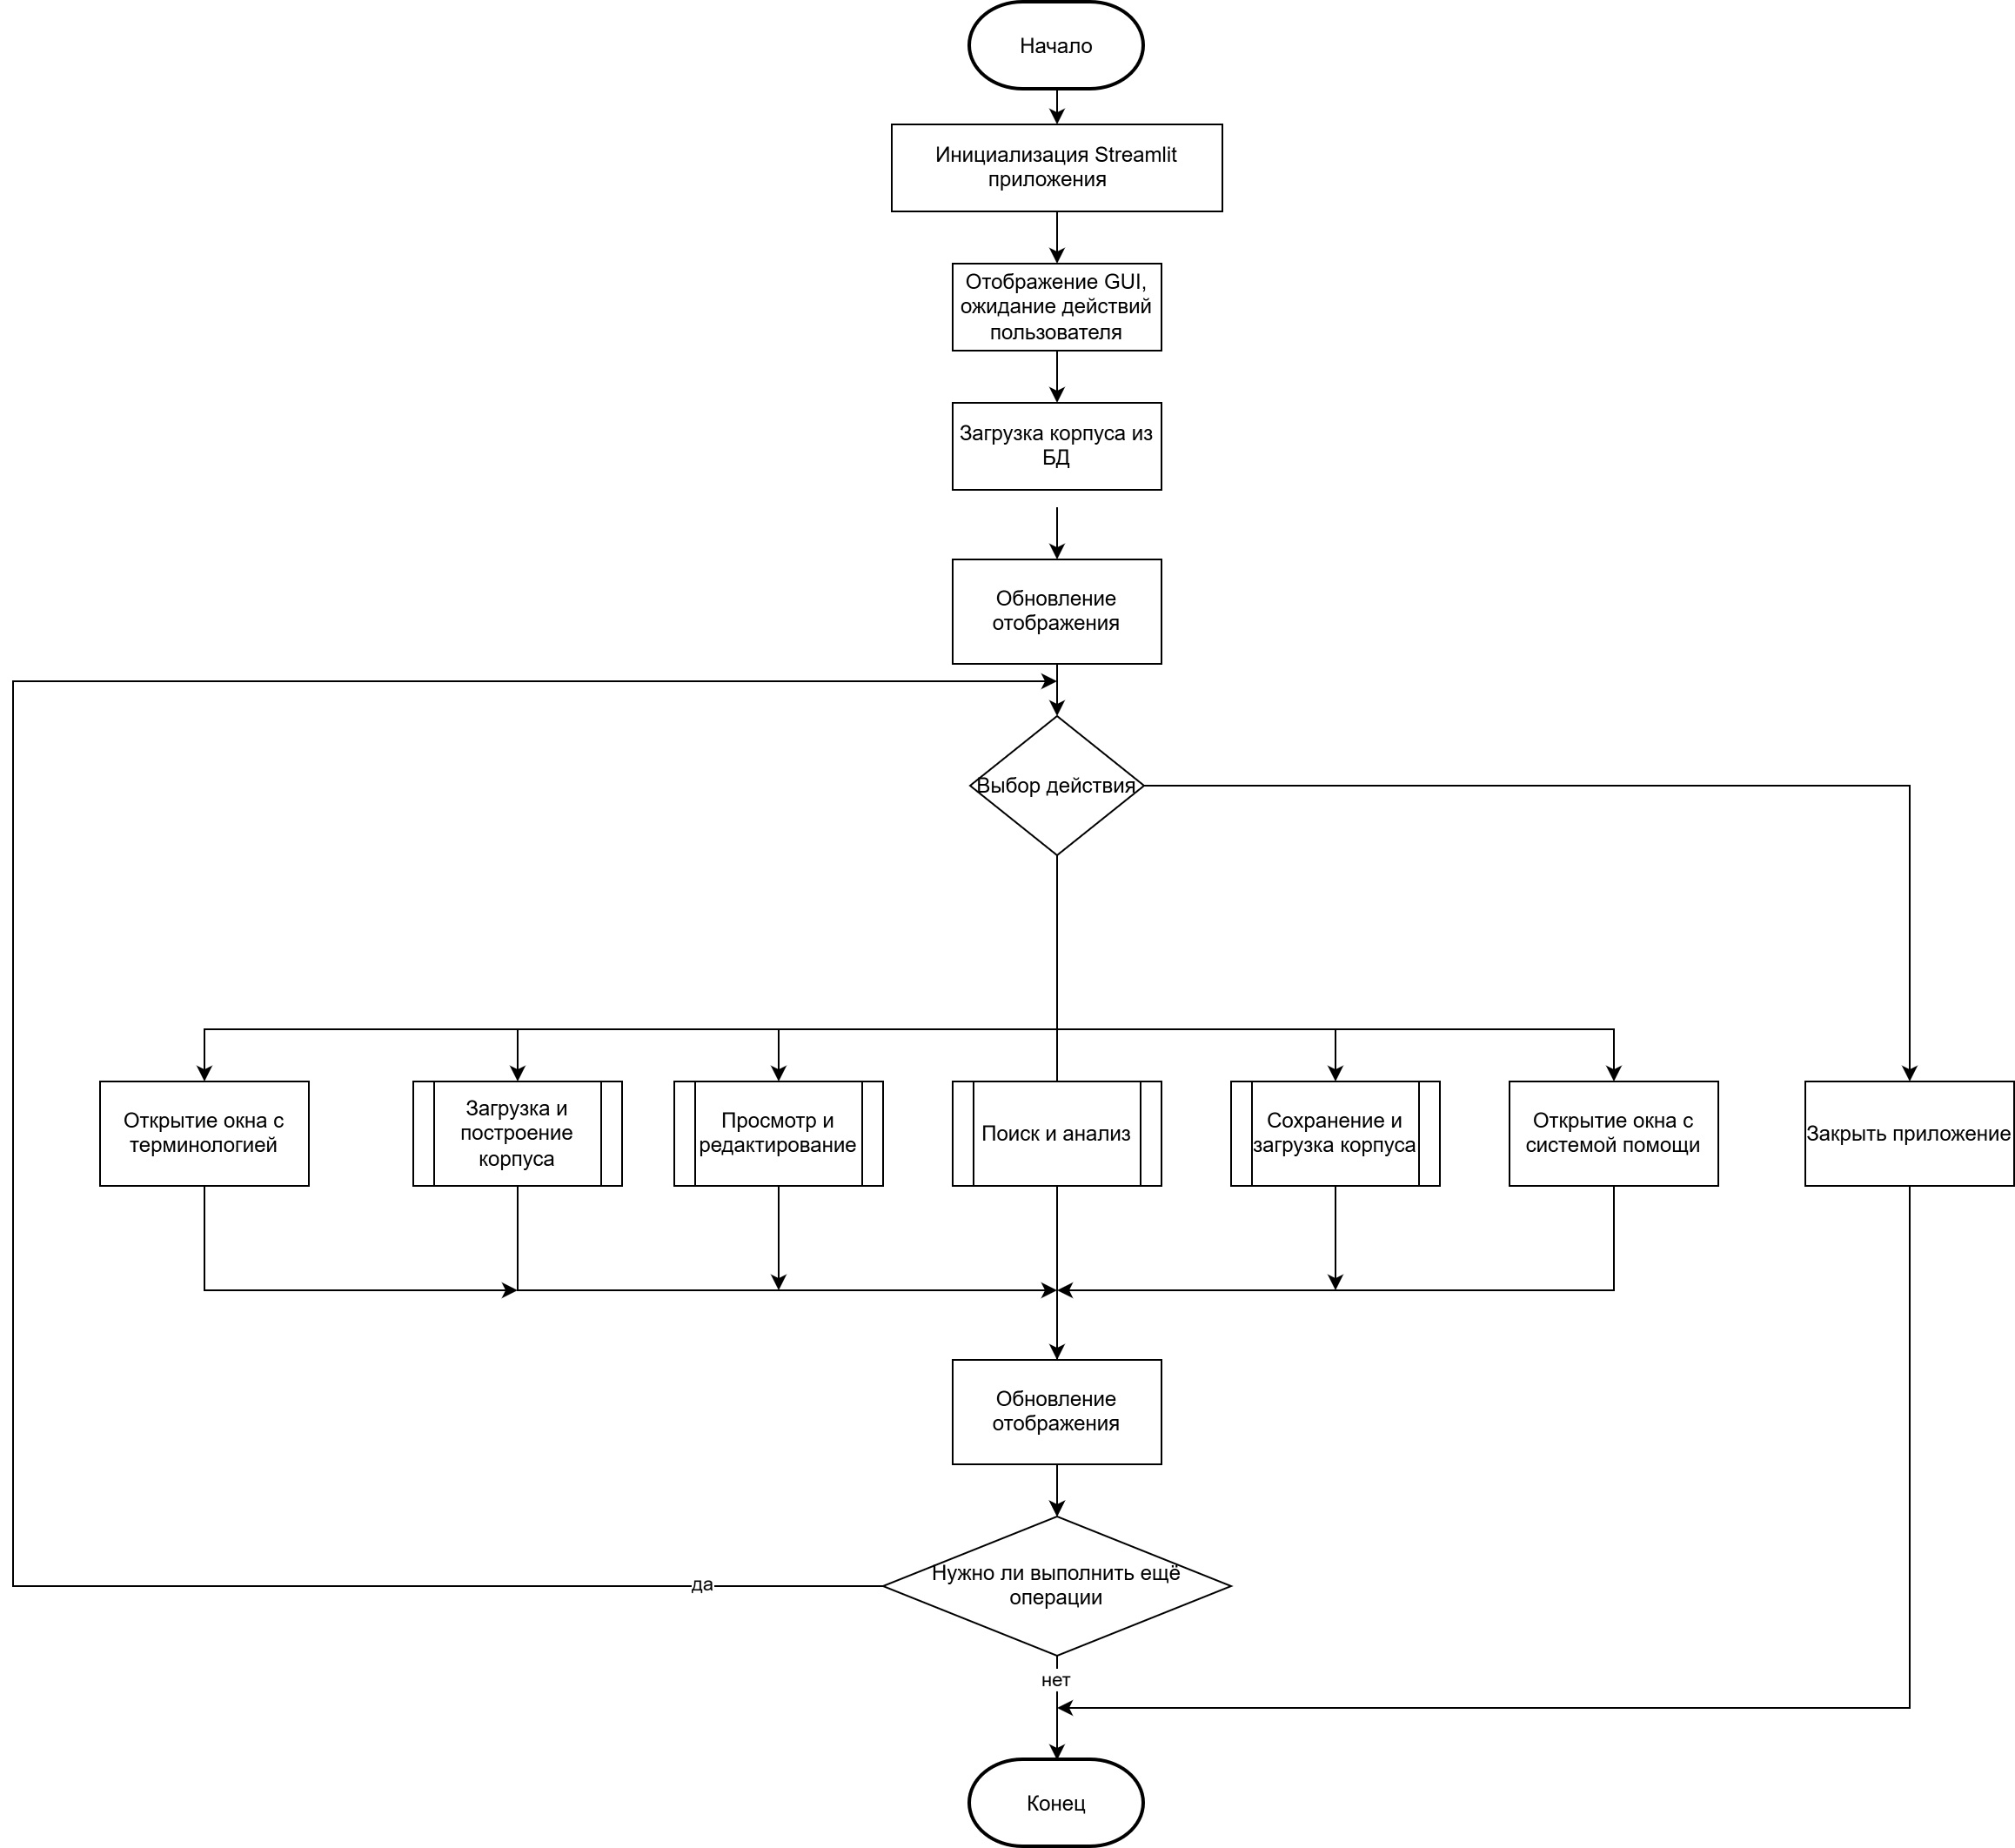 Начало
Инициализация Streamlit
приложения
Отображение GUI,
ожидание действий
пользователя
Загрузка корпуса из
БД
Обновление
отображения
Выбор действия
Открытие окна с
терминологией
Загрузка и
построение
корпуса
Просмотр и
редактирование
Поиск и анализ
Сохранение и
загрузка корпуса
Открытие окна с
системой помощи
Закрыть приложение
Обновление
отображения
Нужно ли выполнить ещё
операции
да
нет
Конец